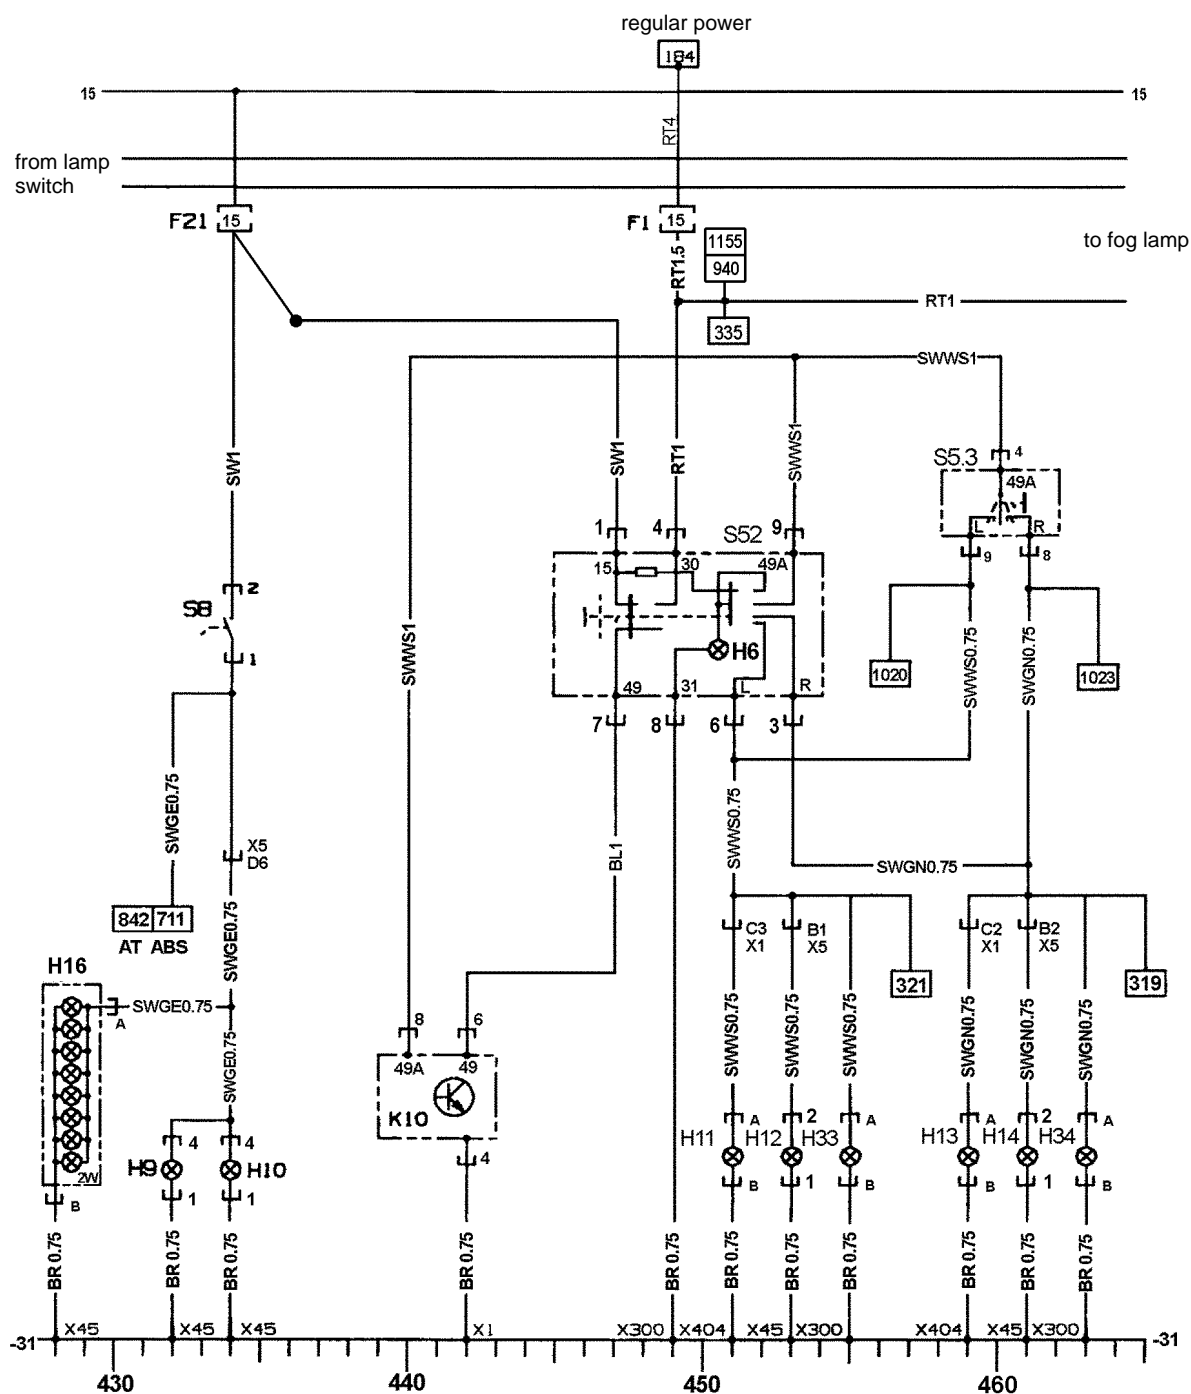 regular power
184
15
15
RT4
from lamp
switch
F21
15
F1
15
RT1.5
1155
940
335
to fog lamp
RT1
SWWS1
SW1
SW1
RT1
SWWS1
S5.3
4
49A
L
R
9
8
1
4
S52
9
15
30
49A
2
S8
1
H6
SWWS1
49
31
L
R
7
8
6
3
1020
1023
SWWS0.75
SWGN0.75
SWGE0.75
SWWS0.75
BL1
X5
D6
SWGN0.75
842
711
AT
ABS
SWGE0.75
C3
X1
B1
X5
C2
X1
B2
X5
H16
321
319
SWGE0.75
A
SWGE0.75
SWWS0.75
SWWS0.75
SWWS0.75
SWGN0.75
SWGN0.75
SWGN0.75
8
6
49A
49
K10
4
4
4
H9
H10
1
1
2W
B
A
2
A
A
2
A
H11
H12
H33
H13
H14
H34
B
1
B
B
1
B
BR 0.75
BR 0.75
BR 0.75
BR 0.75
BR 0.75
BR 0.75
BR 0.75
BR 0.75
BR 0.75
BR 0.75
BR 0.75
-31
X45
X45
X45
X1
X300
X404
X45
X300
X404
X45
X300
-31
430
440
450
460